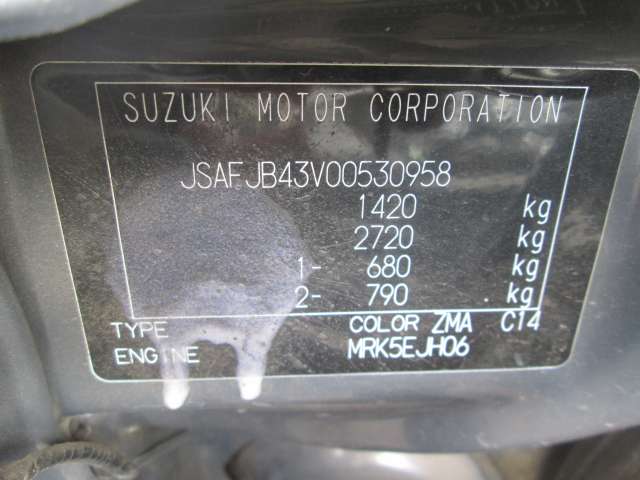 SUZUKI MOTOR CORPORATION
JSAFJB43V00530958
1420 kg
2720 kg
1- 680 kg
2- 790 kg
TYPE COLOR ZMA C14
ENGINE MRK5EJH06